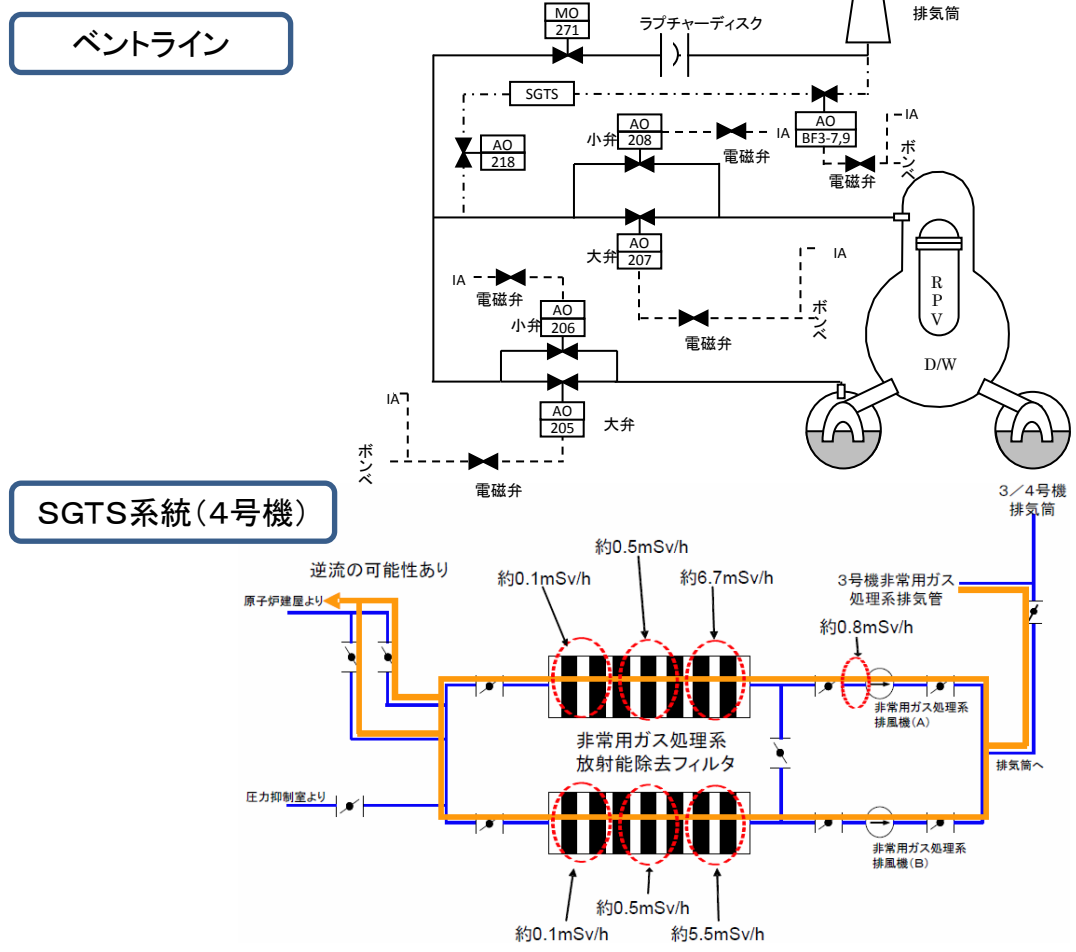 ベントライン
MO
271
ラプチャーディスク
排気筒
SGTS
AO
218
小弁
AO
208
IA
電磁弁
AO
BF3-7,9
IA
ボンベ
電磁弁
大弁
AO
207
IA
ボンベ
電磁弁
IA
電磁弁
小弁
AO
206
AO
205
大弁
IA
ボンベ
電磁弁
R
P
V
D/W
SGTS系統(4号機)
3/4号機
排気筒
逆流の可能性あり
原子炉建屋より
約0.1mSv/h
約0.5mSv/h
約6.7mSv/h
3号機非常用ガス
処理系排気管
約0.8mSv/h
非常用ガス処理系
排風機(A)
非常用ガス処理系
放射能除去フィルタ
排気筒へ
圧力抑制室より
非常用ガス処理系
排風機(B)
約0.1mSv/h
約0.5mSv/h
約5.5mSv/h